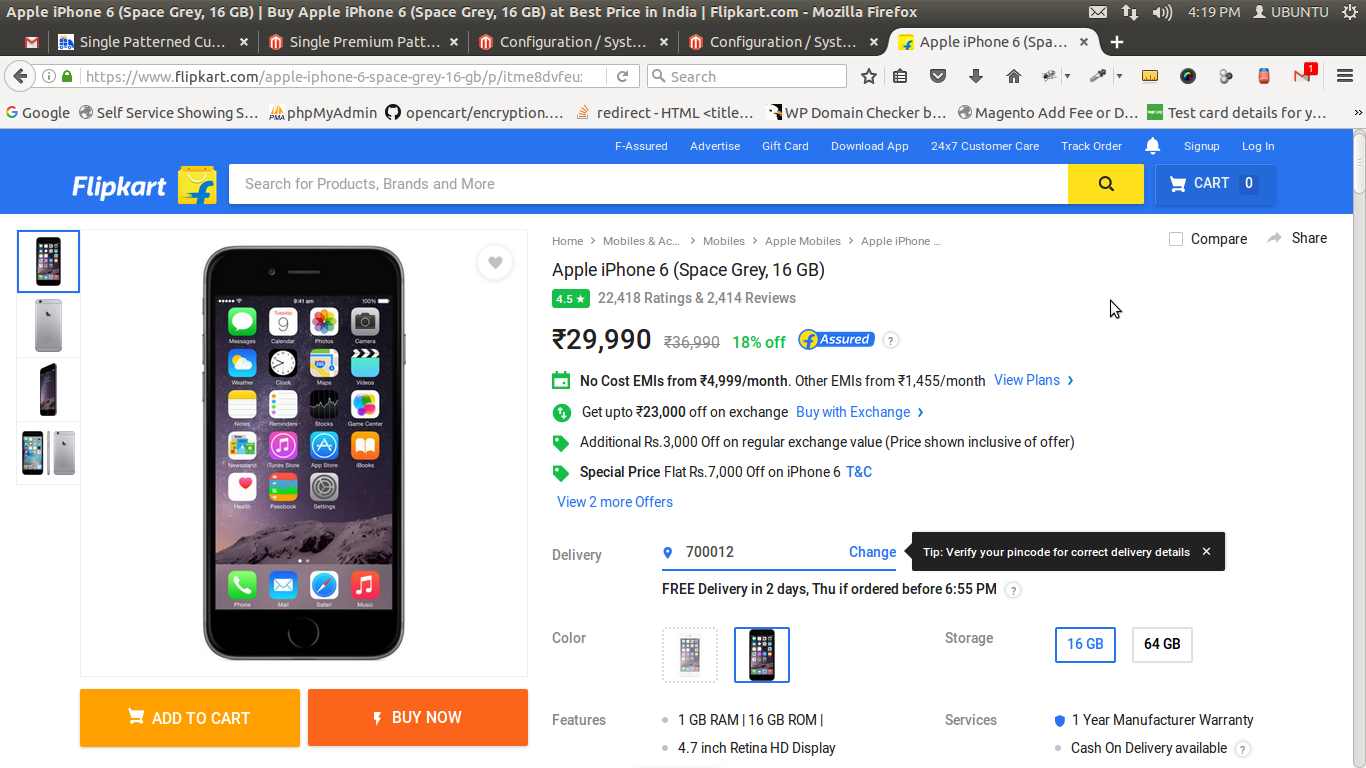 Apple iPhone 6 (Space Grey, 16 GB) | Buy Apple iPhone 6 (Space Grey, 16 GB) at Best Price in India | Flipkart.com - Mozilla Firefox
4:19 PM UBUNTU
Single Patterned Cu...
Single Premium Patt...
Configuration / Syst...
Configuration / Syst...
Apple iPhone 6 (Spa...
https://www.flipkart.com/apple-iphone-6-space-grey-16-gb/p/itme8dvfeu
Search
1
Google
Self Service Showing S...
phpMyAdmin
opencart/encryption....
redirect - HTML <title...
WP Domain Checker b...
Magento Add Fee or D...
Test card details for y...
F-Assured
Advertise
Gift Card
Download App
24x7 Customer Care
Track Order
Signup
Log In
Flipkart
Search for Products, Brands and More
CART 0
Home > Mobiles & Ac... > Mobiles > Apple Mobiles > Apple iPhone ...
Compare
Share
Apple iPhone 6 (Space Grey, 16 GB)
4.5 ★ 22,418 Ratings & 2,414 Reviews
₹29,990 ₹36,990 18% off Assured ?
No Cost EMIs from ₹4,999/month. Other EMIs from ₹1,455/month View Plans >
Get upto ₹23,000 off on exchange Buy with Exchange >
Additional Rs.3,000 Off on regular exchange value (Price shown inclusive of offer)
Special Price Flat Rs.7,000 Off on iPhone 6 T&C
View 2 more Offers
Delivery 700012 Change
Tip: Verify your pincode for correct delivery details ×
FREE Delivery in 2 days, Thu if ordered before 6:55 PM ?
Color
Storage 16 GB 64 GB
Features
1 GB RAM | 16 GB ROM |
4.7 inch Retina HD Display
Services
1 Year Manufacturer Warranty
Cash On Delivery available ?
9:41 am 100%
Tuesday
9
Messages Calendar Photos Camera
Weather Clock Maps Videos
Notes Reminders Stocks Game Center
Newsstand iTunes Store App Store iBooks
Health Passbook Settings
Phone Mail Safari Music
ADD TO CART
BUY NOW